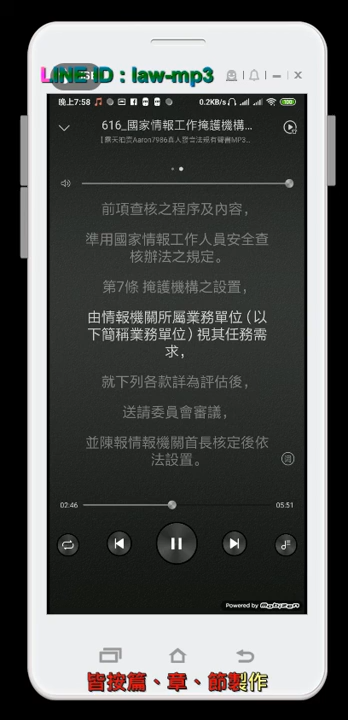 LINE ID : law-mp3
晚上7:58
0.2KB/s
616_國家情報工作掩護機構...
前項查核之程序及內容，
準用國家情報工作人員安全查
核辦法之規定。
第7條 掩護機構之設置，
由情報機關所屬業務單位（以
下簡稱業務單位）視其任務需
求，
就下列各款詳為評估後，
送請委員會審議，
並陳報情報機關首長核定後依
法設置。
02:46
05:51
Powered by
皆按篇、章、節製作